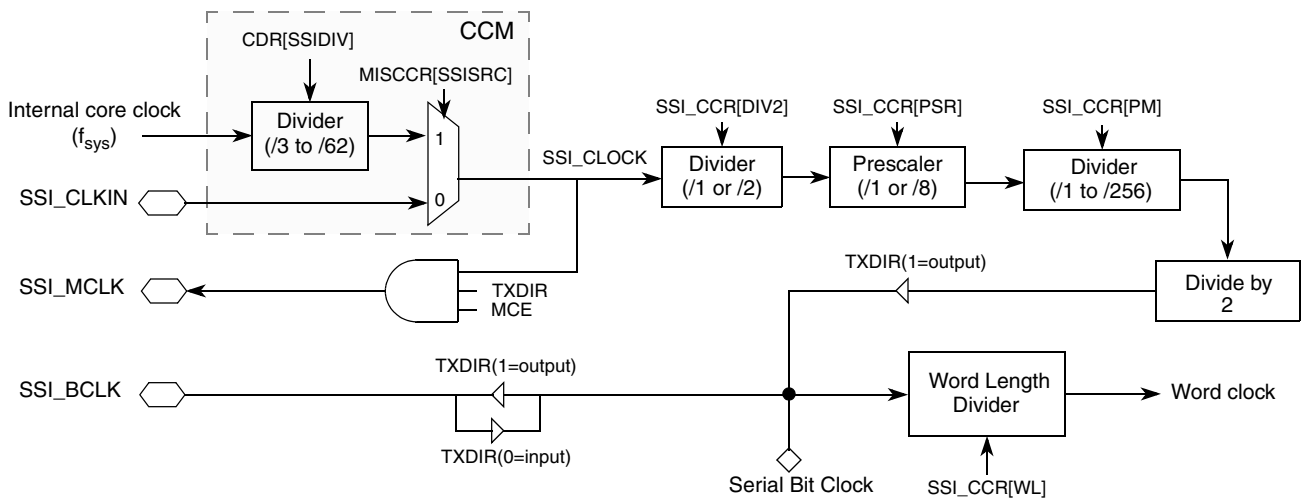 CCM
CDR[SSIDIV]
MISCCR[SSISRC]
Internal core clock
(fsys)
Divider
(/3 to /62)
1
0
SSI_CLKIN
SSI_CLOCK
SSI_CCR[DIV2]
Divider
(/1 or /2)
SSI_CCR[PSR]
Prescaler
(/1 or /8)
SSI_CCR[PM]
Divider
(/1 to /256)
SSI_MCLK
TXDIR
MCE
TXDIR(1=output)
Divide by
2
SSI_BCLK
TXDIR(1=output)
TXDIR(0=input)
Word Length
Divider
Word clock
Serial Bit Clock
SSI_CCR[WL]